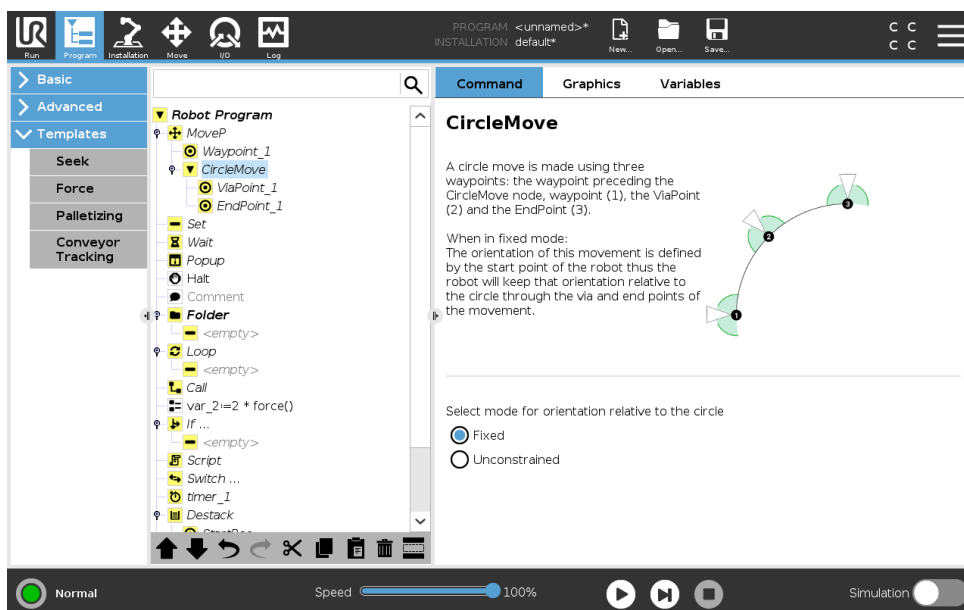 UR
Run
Program
Installation
Move
I/O
Log
PROGRAM <unnamed>*
INSTALLATION default*
New...
Open...
Save...
C C
C C
Basic
Advanced
Templates
Seek
Force
Palletizing
Conveyor
Tracking
Robot Program
MoveP
Waypoint_1
CircleMove
ViaPoint_1
EndPoint_1
Set
Wait
Popup
Halt
Comment
Folder
<empty>
Loop
<empty>
Call
var_2:=2 * force()
If ...
<empty>
Script
Switch ...
timer_1
Destack
StartPos
Command
Graphics
Variables
CircleMove
A circle move is made using three
waypoints: the waypoint preceding the
CircleMove node, waypoint (1), the ViaPoint
(2) and the EndPoint (3).
When in fixed mode:
The orientation of this movement is defined
by the start point of the robot thus the
robot will keep that orientation relative to
the circle through the via and end points of
the movement.
3
2
1
Select mode for orientation relative to the circle
Fixed
Unconstrained
Normal
Speed
100%
Simulation